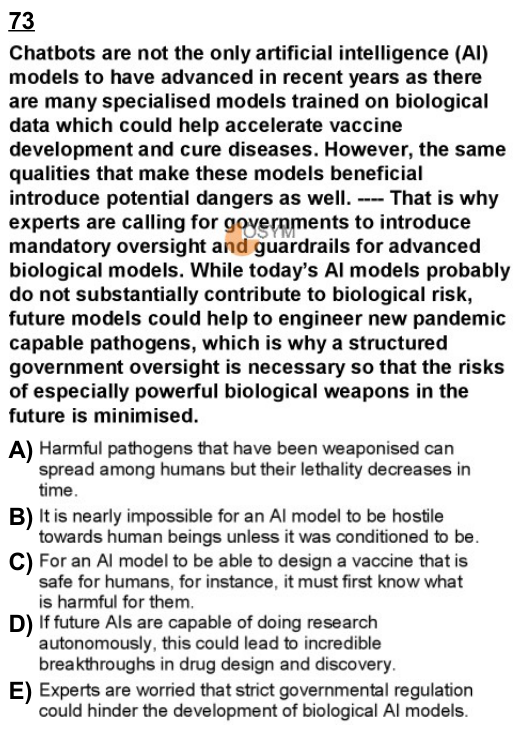 73
Chatbots are not the only artificial intelligence (AI)
models to have advanced in recent years as there
are many specialised models trained on biological
data which could help accelerate vaccine
development and cure diseases. However, the same
qualities that make these models beneficial
introduce potential dangers as well. ---- That is why
experts are calling for governments to introduce
ÖSYM
mandatory oversight and guardrails for advanced
biological models. While today’s AI models probably
do not substantially contribute to biological risk,
future models could help to engineer new pandemic
capable pathogens, which is why a structured
government oversight is necessary so that the risks
of especially powerful biological weapons in the
future is minimised.
A) Harmful pathogens that have been weaponised can
spread among humans but their lethality decreases in
time.
B) It is nearly impossible for an AI model to be hostile
towards human beings unless it was conditioned to be.
C) For an AI model to be able to design a vaccine that is
safe for humans, for instance, it must first know what
is harmful for them.
D) If future AIs are capable of doing research
autonomously, this could lead to incredible
breakthroughs in drug design and discovery.
E) Experts are worried that strict governmental regulation
could hinder the development of biological AI models.